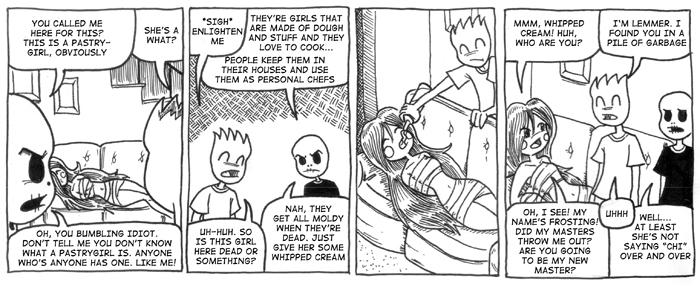 YOU CALLED ME
HERE FOR THIS?
THIS IS A PASTRY-
GIRL, OBVIOUSLY
SHE'S A
WHAT?
OH, YOU BUMBLING IDIOT.
DON'T TELL ME YOU DON'T KNOW
WHAT A PASTRYGIRL IS. ANYONE
WHO'S ANYONE HAS ONE. LIKE ME!
*SIGH*
ENLIGHTEN
ME
THEY'RE GIRLS THAT
ARE MADE OF DOUGH
AND STUFF AND THEY
LOVE TO COOK...
PEOPLE KEEP THEM IN
THEIR HOUSES AND USE
THEM AS PERSONAL CHEFS
UH-HUH. SO
IS THIS GIRL
HERE DEAD OR
SOMETHING?
NAH, THEY
GET ALL MOLDY
WHEN THEY'RE
DEAD. JUST
GIVE HER SOME
WHIPPED CREAM
MMM, WHIPPED
CREAM! HUH,
WHO ARE YOU?
I'M LEMMER. I
FOUND YOU IN A
PILE OF GARBAGE
OH, I SEE! MY
NAME'S FROSTING!
DID MY MASTERS
THROW ME OUT?
ARE YOU GOING
TO BE MY NEW
MASTER?
UHHH
WELL...
AT LEAST
SHE'S NOT
SAYING "CHI"
OVER AND OVER